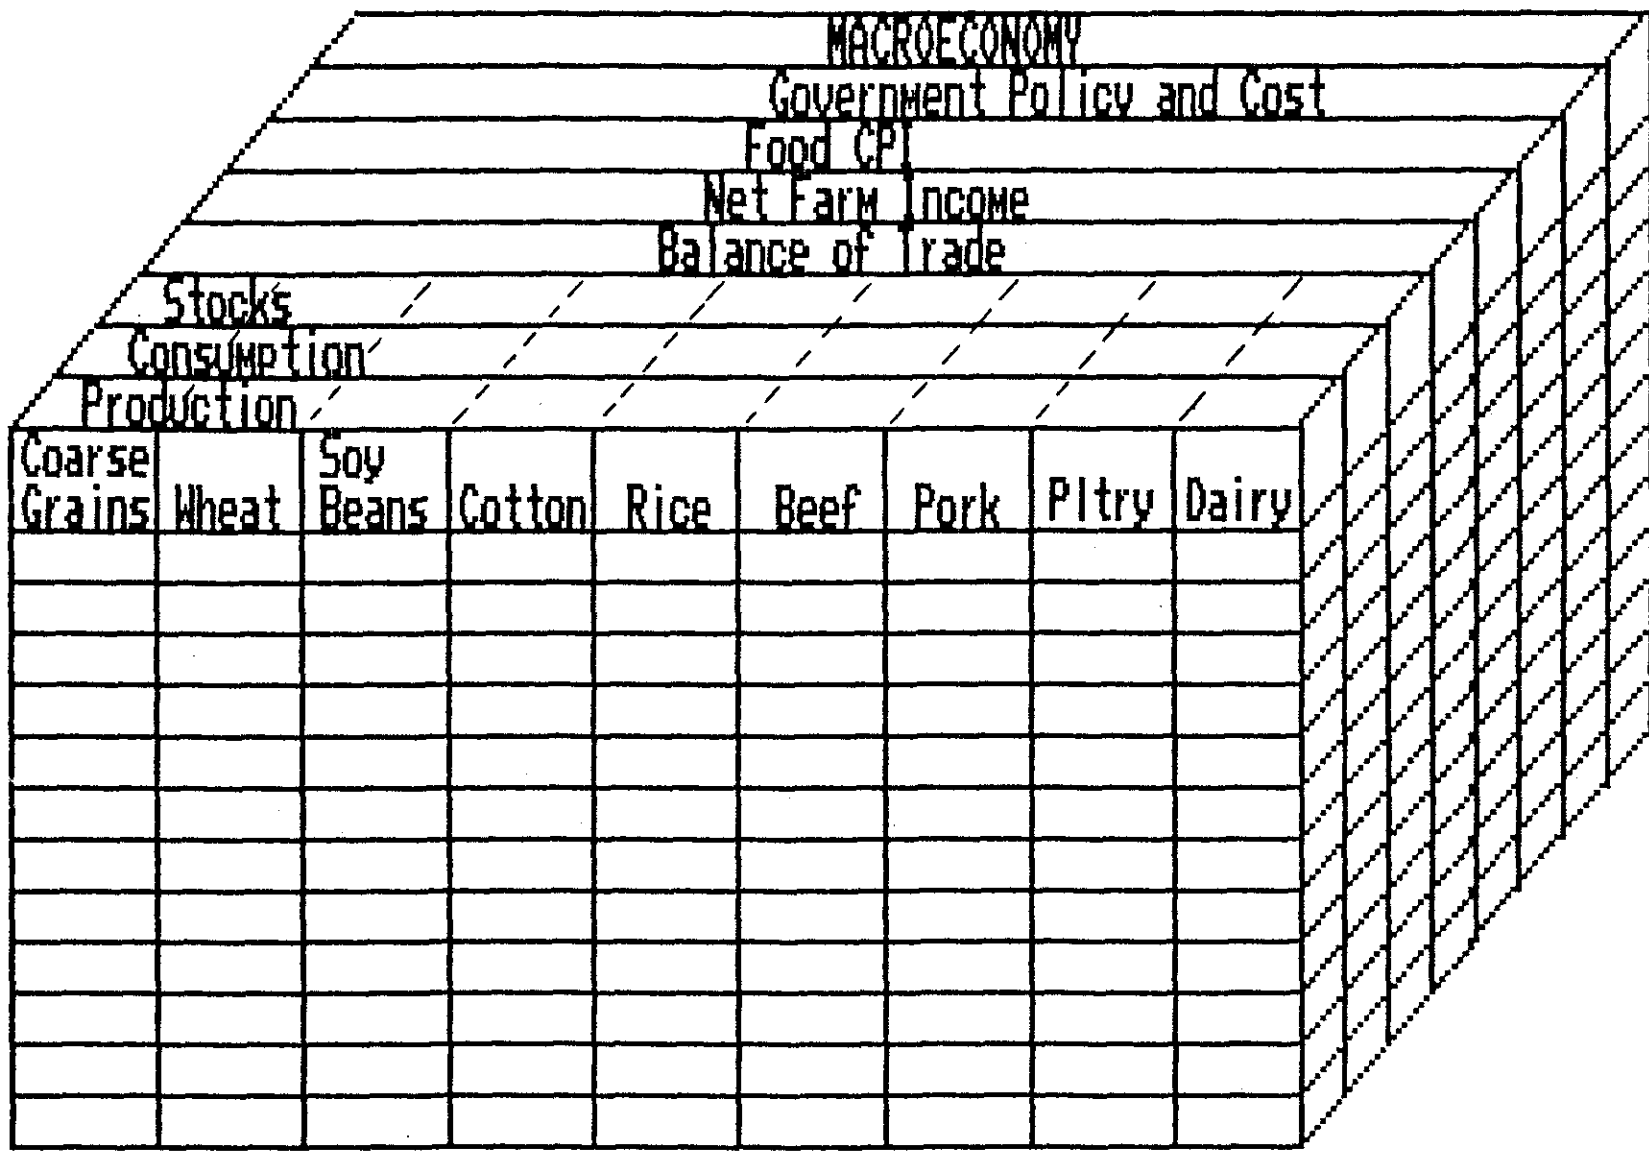 MACROECONOMY
Government Policy and Cost
Food CPI
Net Farm Income
Balance of Trade
Stocks
Consumption
Production
Coarse Grains
Wheat
Soy Beans
Cotton
Rice
Beef
Pork
Pltry
Dairy